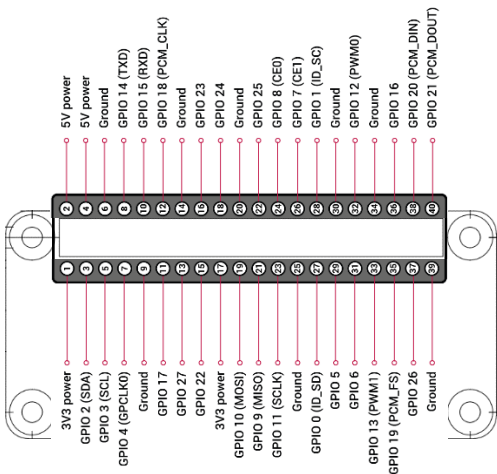 5V power
5V power
Ground
GPIO 14 (TXD)
GPIO 15 (RXD)
GPIO 18 (PCM_CLK)
Ground
GPIO 23
GPIO 24
Ground
GPIO 25
GPIO 8 (CE0)
GPIO 7 (CE1)
GPIO 1 (ID_SC)
Ground
GPIO 12 (PWM0)
Ground
GPIO 16
GPIO 20 (PCM_DIN)
GPIO 21 (PCM_DOUT)
2 4 6 8 10 12 14 16 18 20 22 24 26 28 30 32 34 36 38 40
1 3 5 7 9 11 13 15 17 19 21 23 25 27 29 31 33 35 37 39
3V3 power
GPIO 2 (SDA)
GPIO 3 (SCL)
GPIO 4 (GPCLK0)
Ground
GPIO 17
GPIO 27
GPIO 22
3V3 power
GPIO 10 (MOSI)
GPIO 9 (MISO)
GPIO 11 (SCLK)
Ground
GPIO 0 (ID_SD)
GPIO 5
GPIO 6
GPIO 13 (PWM1)
GPIO 19 (PCM_FS)
GPIO 26
Ground